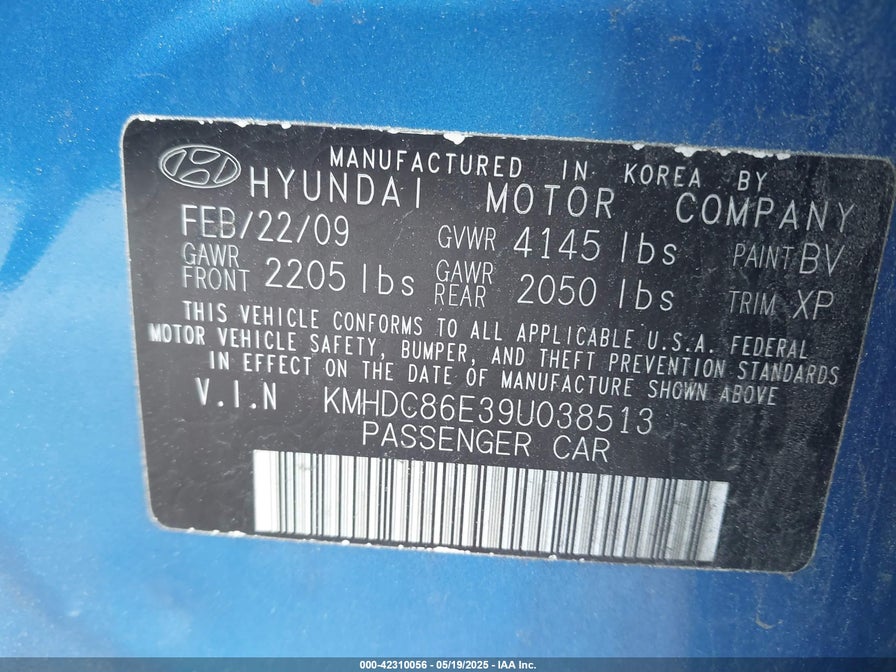 MANUFACTURED IN KOREA BY
HYUNDAI MOTOR COMPANY
FEB/22/09 GVWR 4145 lbs PAINT BV
GAWR FRONT 2205 lbs GAWR REAR 2050 lbs TRIM XP
THIS VEHICLE CONFORMS TO ALL APPLICABLE U.S.A. FEDERAL
MOTOR VEHICLE SAFETY, BUMPER, AND THEFT PREVENTION STANDARDS
IN EFFECT ON THE DATE OF MANUFACTURE SHOWN ABOVE
V.I.N KMHDC86E39U038513
PASSENGER CAR
000-42310056 - 05/19/2025 - IAA Inc.